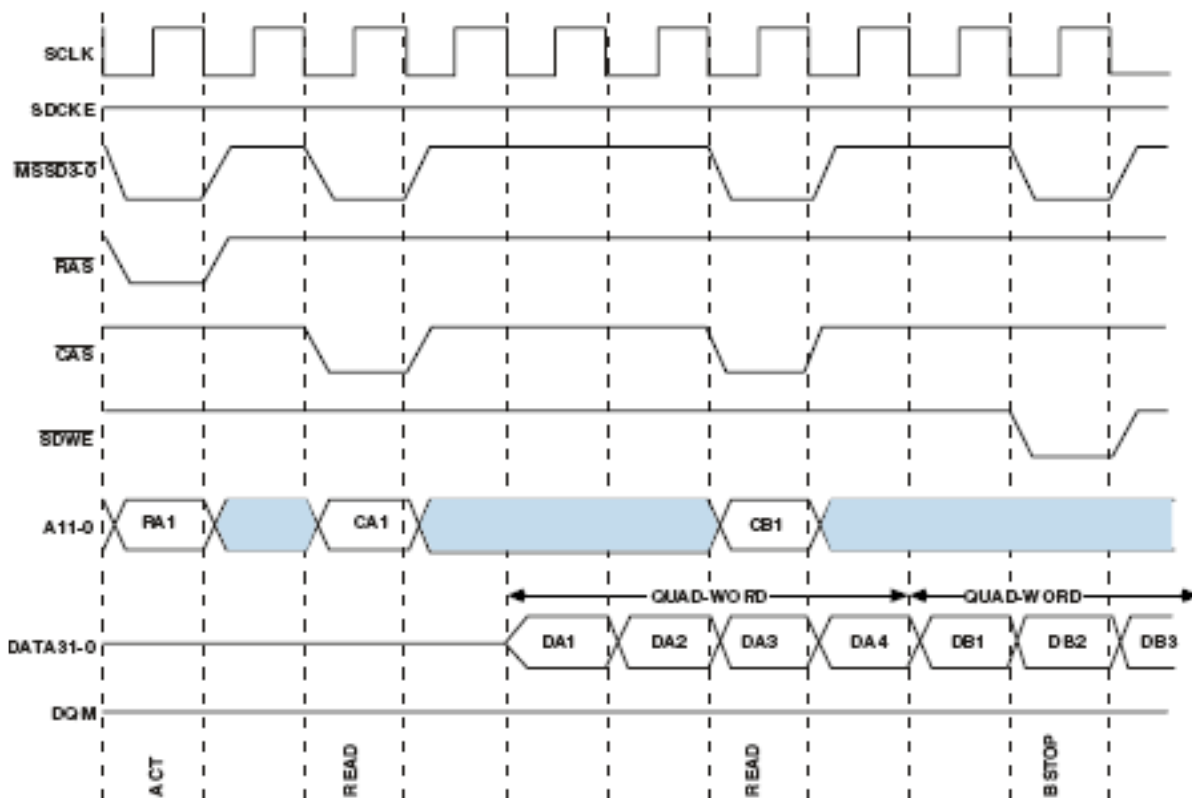 SCLK
SDCKE
MSSD3-0
RAS
CAS
SDWE
A11-0
RA1
CA1
CB1
QUAD-WORD
QUAD-WORD
DATA31-0
DA1
DA2
DA3
DA4
DB1
DB2
DB3
DQM
ACT
READ
READ
BSTOP